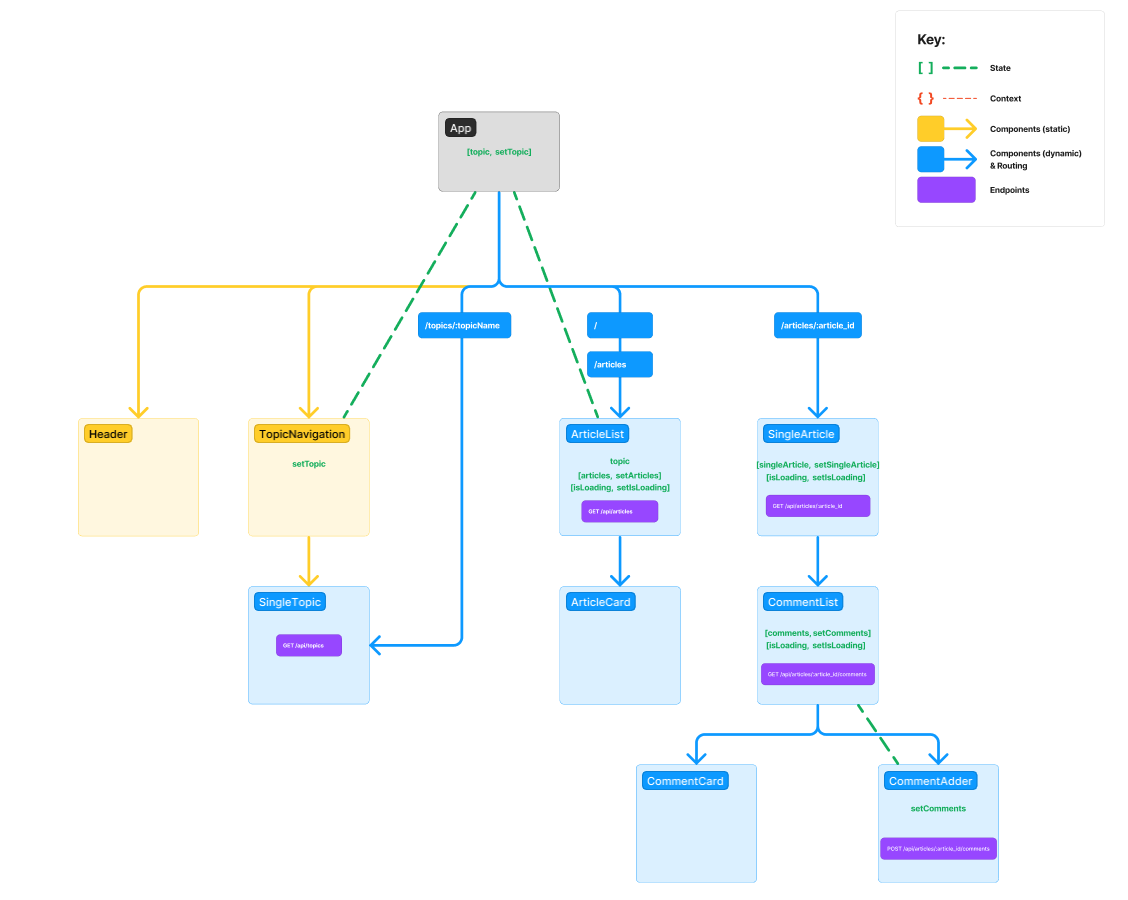 Key:
[ ] State
{ } Context
Components (static)
Components (dynamic)
& Routing
Endpoints
App
[topic, setTopic]
/topics/:topicName
/
/articles
/articles/:article_id
Header
TopicNavigation
setTopic
ArticleList
topic
[articles, setArticles]
[isLoading, setIsLoading]
GET /api/articles
SingleArticle
[singleArticle, setSingleArticle]
[isLoading, setIsLoading]
GET /api/articles/:article_id
SingleTopic
GET /api/topics
ArticleCard
CommentList
[comments, setComments]
[isLoading, setIsLoading]
GET /api/articles/:article_id/comments
CommentCard
CommentAdder
setComments
POST /api/articles/:article_id/comments